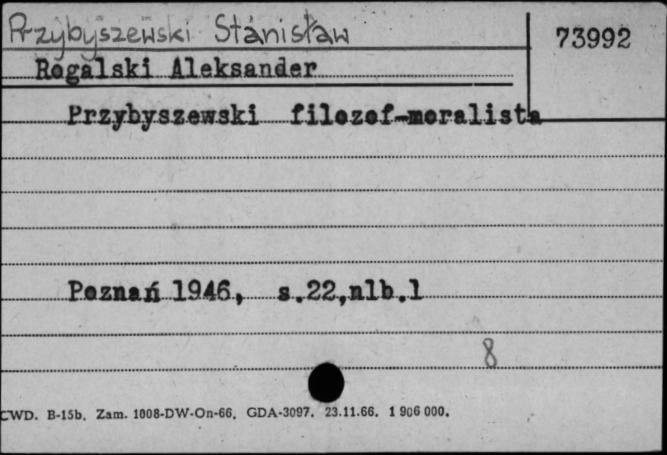 Przybyszewski Stanisław
73992
Rogalski Aleksander
Przybyszewski filozof-moralista
Poznań 1946, s.22,nlb.1
8
CWD. B-15b. Zam. 1008-DW-On-66. GDA-3097. 23.11.66. 1 906 000.